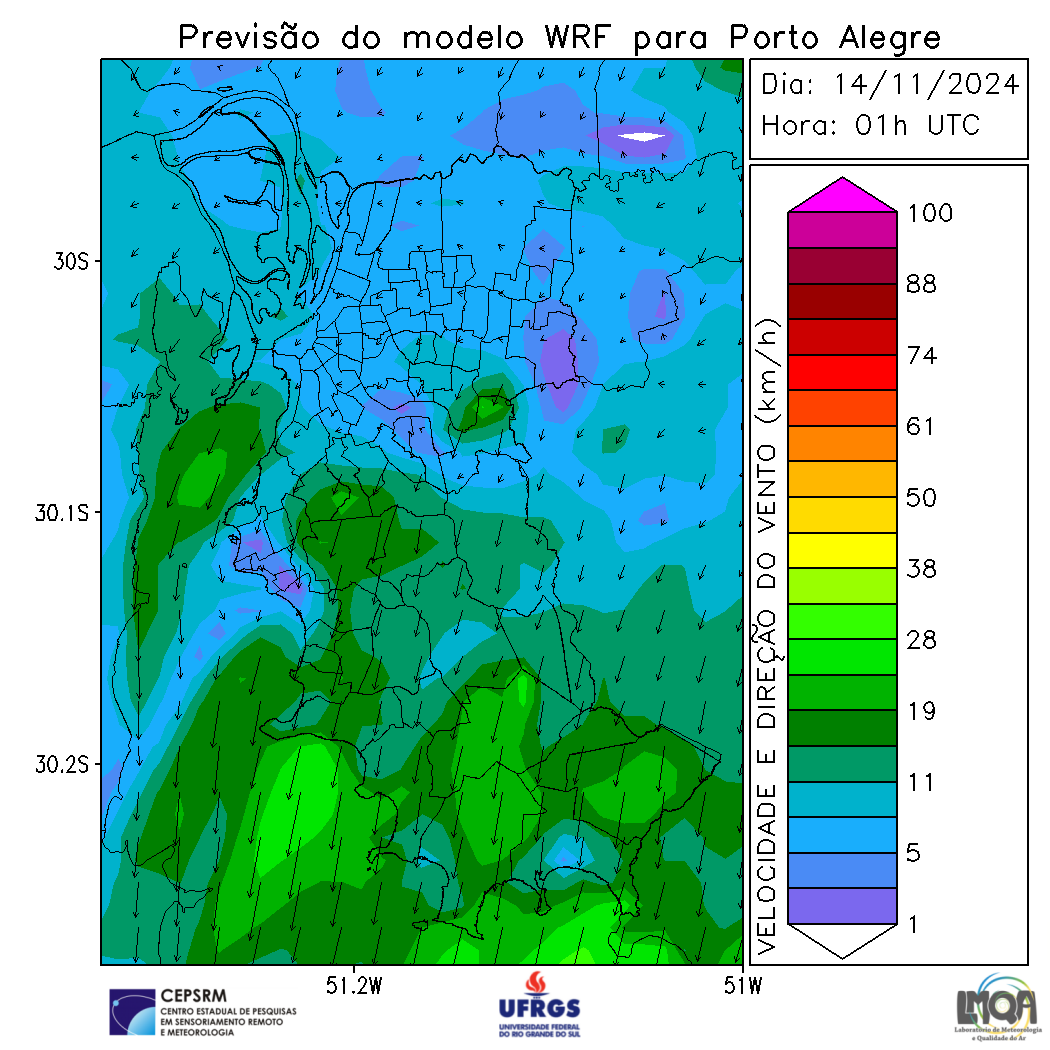 Previsão do modelo WRF para Porto Alegre
Dia: 14/11/2024
Hora: 01h UTC
30S
30.1S
30.2S
51.2W
51W
VELOCIDADE E DIREÇÃO DO VENTO (km/h)
100
88
74
61
50
38
28
19
11
5
1
CEPSRM
CENTRO ESTADUAL DE PESQUISAS
EM SENSORIAMENTO REMOTO
E METEOROLOGIA
UFRGS
UNIVERSIDADE FEDERAL
DO RIO GRANDE DO SUL
LMQA
Laboratório de Meteorologia
e Qualidade do Ar